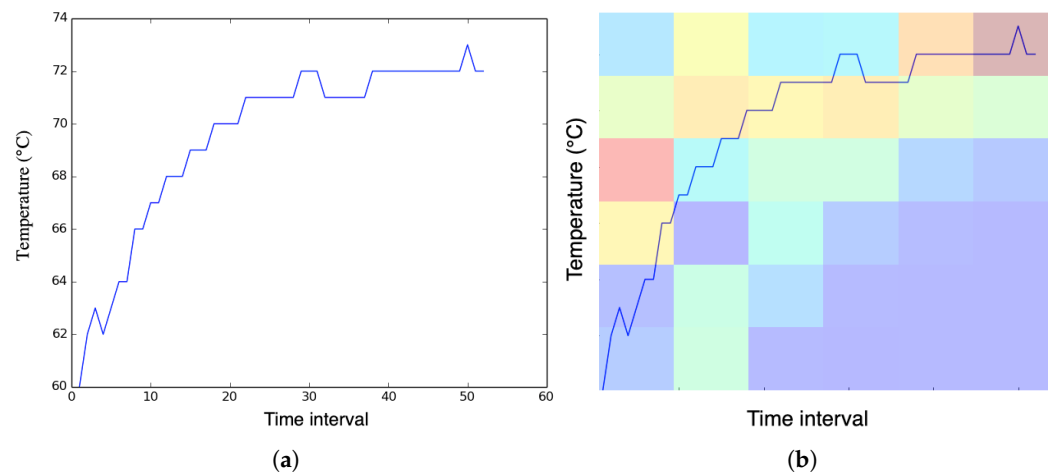 74
72
70
68
66
64
62
60
Temperature (°C)
0 10 20 30 40 50 60
Time interval
(a)
Temperature (°C)
Time interval
(b)